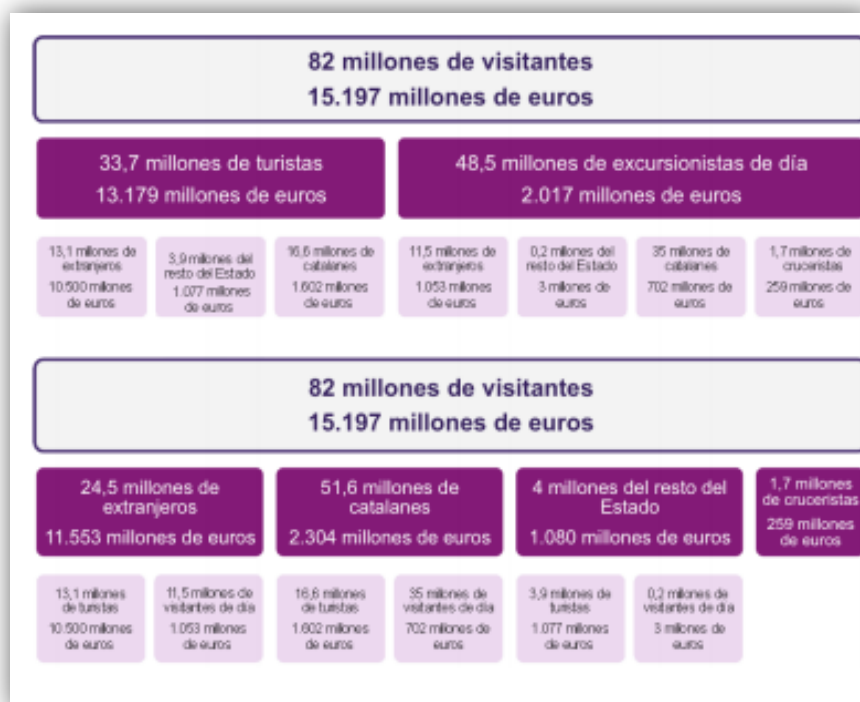 82 millones de visitantes
15.197 millones de euros
33,7 millones de turistas
13.179 millones de euros
48,5 millones de excursionistas de día
2.017 millones de euros
13,1 millones de
extranjeros
10.500 millones
de euros
3,9 millones del
resto del Estado
1.077 millones
de euros
16,6 millones de
catalanes
1.602 millones
de euros
11,5 millones de
extranjeros
1.053 millones
de euros
0,2 millones del
resto del Estado
3 millones de
euros
35 millones de
catalanes
702 millones de
euros
1,7 millones de
cruceristas
259 millones de
euros
82 millones de visitantes
15.197 millones de euros
24,5 millones de
extranjeros
11.553 millones de euros
51,6 millones de
catalanes
2.304 millones de euros
4 millones del resto del
Estado
1.080 millones de euros
1,7 millones
de cruceristas
259 millones
de euros
13,1 millones
de turistas
10.500 millones
de euros
11,5 millones de
visitantes de día
1.053 millones
de euros
16,6 millones
de turistas
1.602 millones
de euros
35 millones de
visitantes de día
702 millones de
euros
3,9 millones de
turistas
1.077 millones
de euros
0,2 millones de
visitantes de día
3 millones de
euros